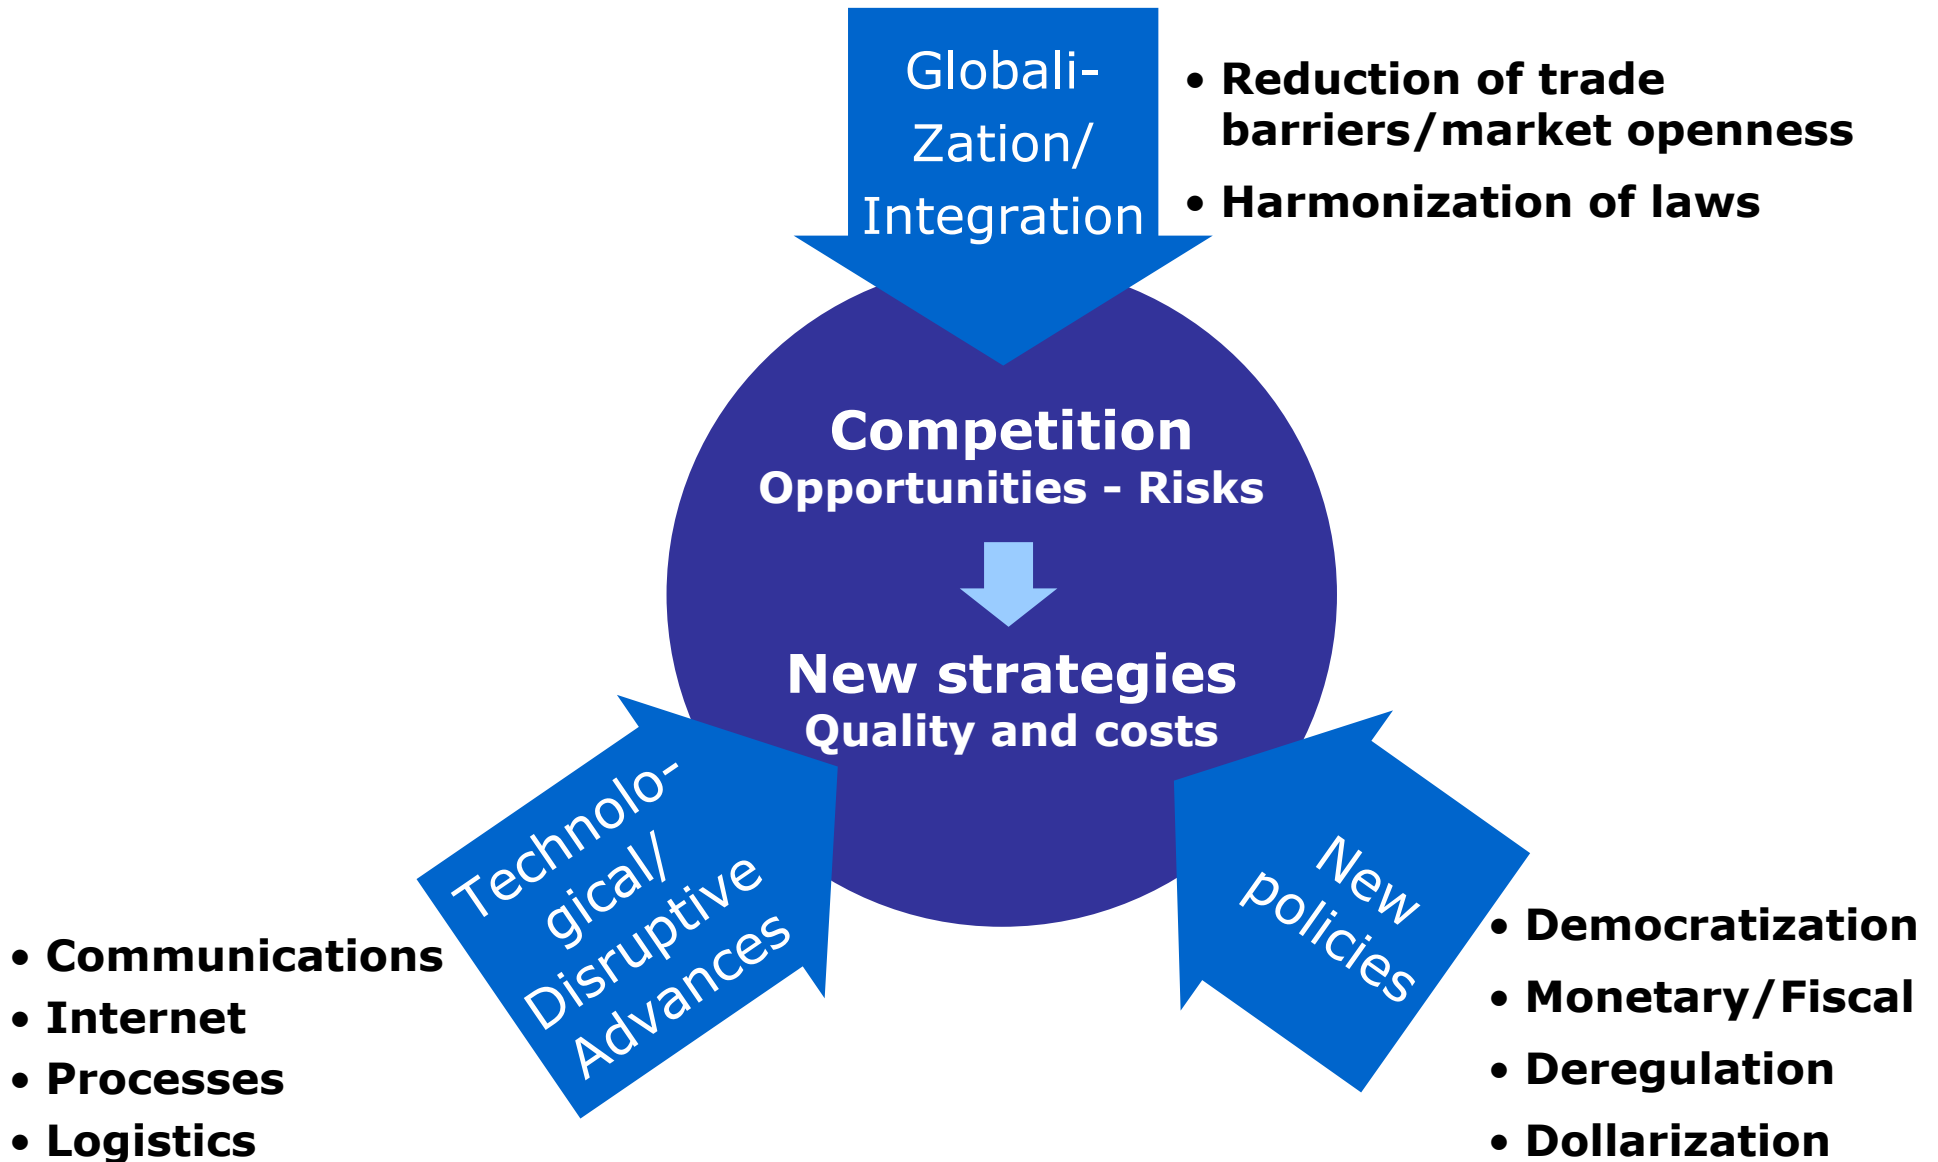 Globali-
Zation/
Integration
• Reduction of trade
barriers/market openness
• Harmonization of laws
Competition
Opportunities - Risks
New strategies
Quality and costs
Technolo-
gical/
Disruptive
Advances
• Communications
• Internet
• Processes
• Logistics
New
policies
• Democratization
• Monetary/Fiscal
• Deregulation
• Dollarization